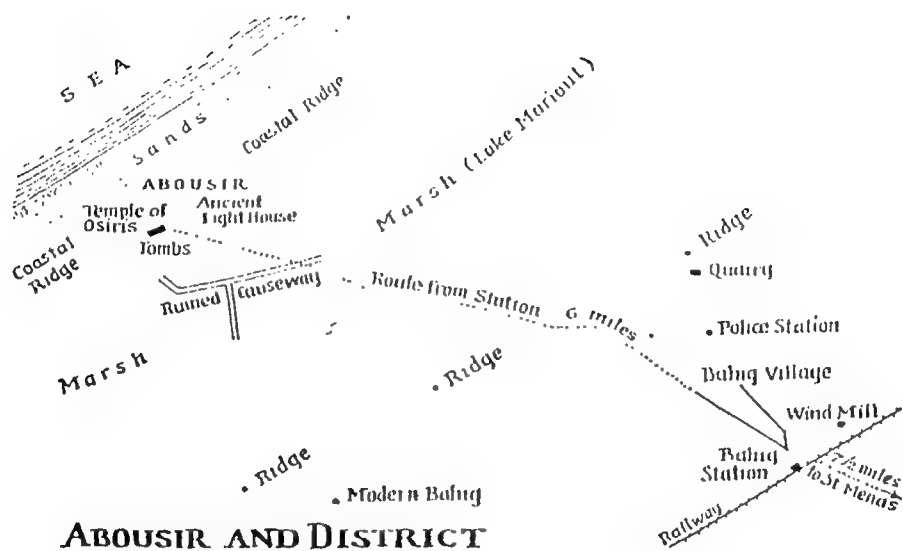 SEA
Sands
Coastal Ridge
ABOUSIR
Temple of
Osiris
Ancient
Light House
Tombs
Coastal
Ridge
Marsh (Lake Mariout)
Ruined Causeway
Route from Station 6 miles
Ridge
Quarry
Police Station
Marsh
Ridge
Bahig Village
Wind Mill
Bahig
Station
7½ miles
to St Menas
Ridge
Modern Bahig
Railway
ABOUSIR AND DISTRICT